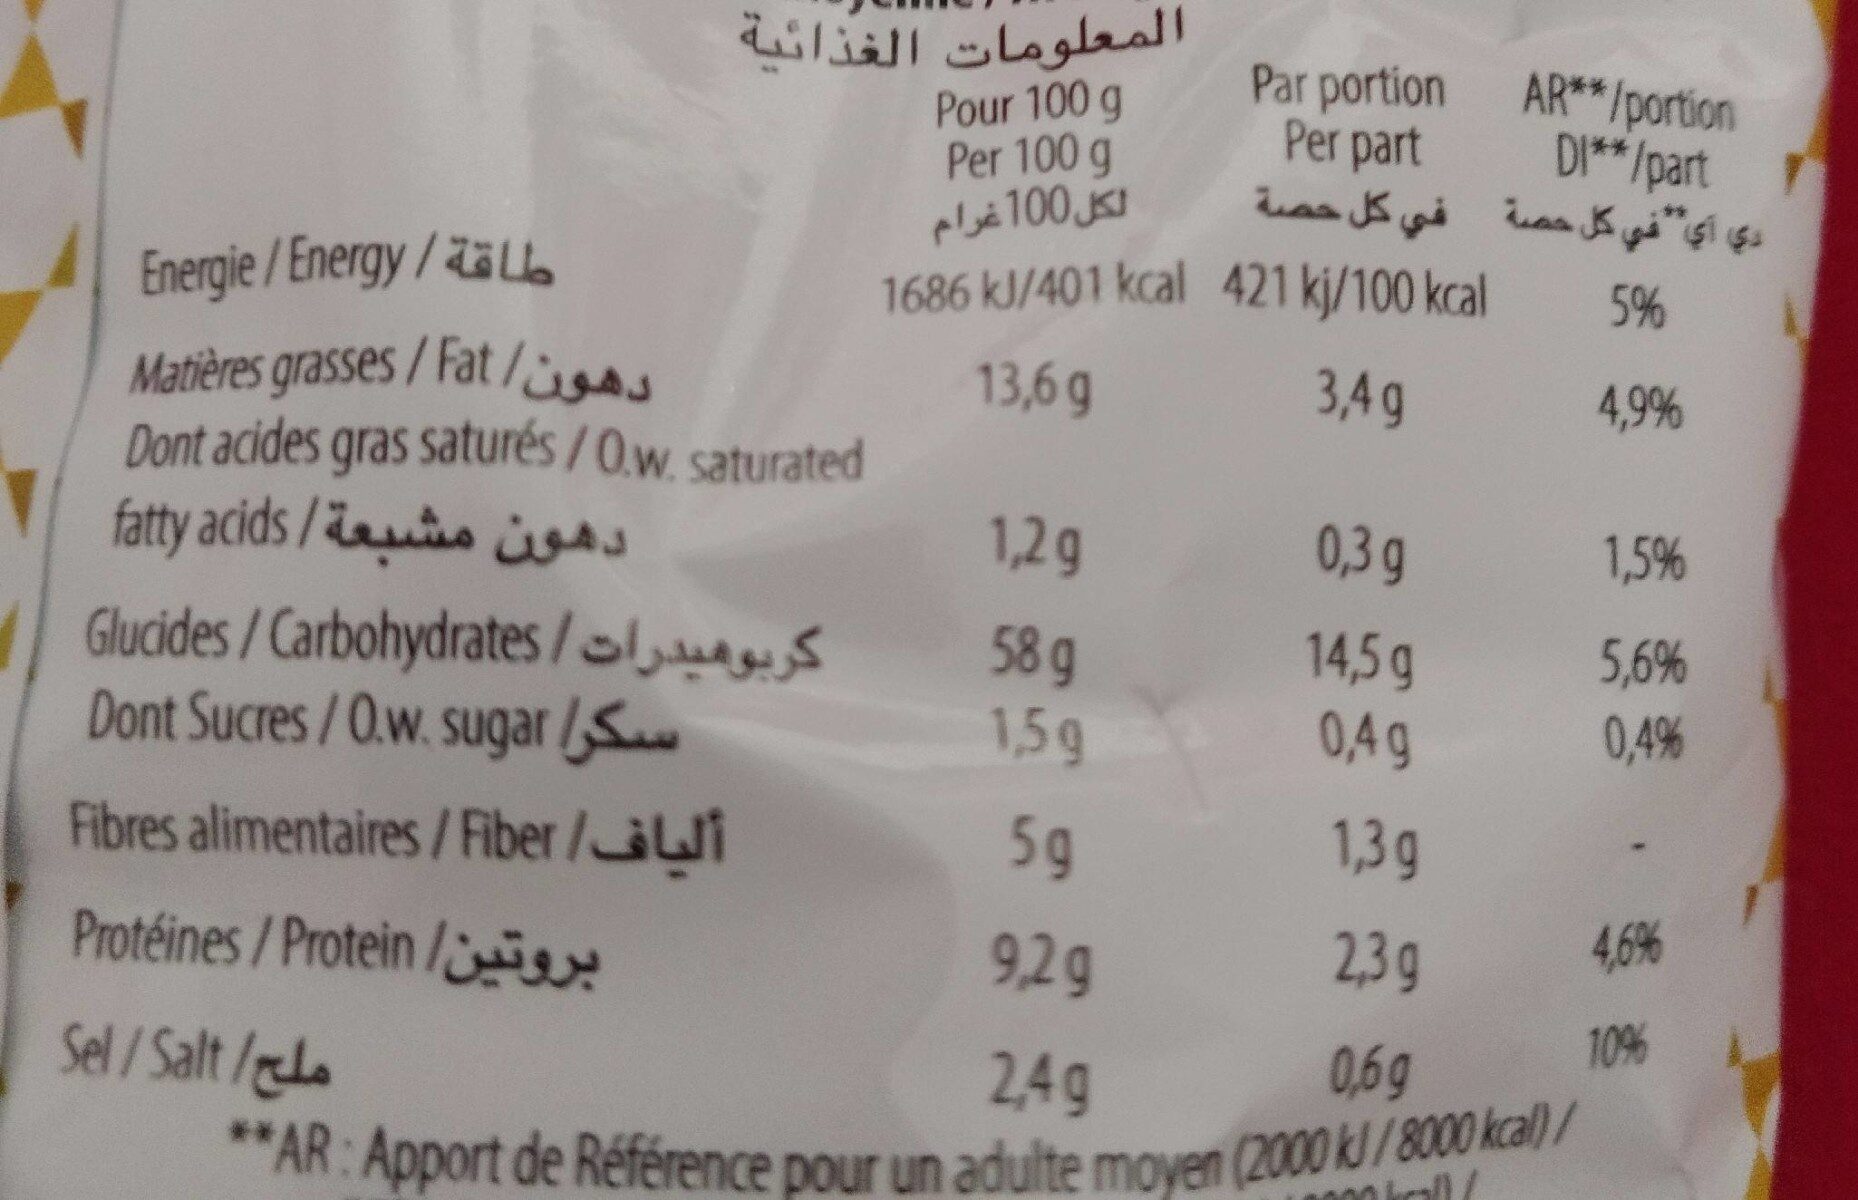 المعلومات الغذائية
Pour 100 g Par portion AR**/portion
Per 100 g Per part DI**/part
لكل 100 غرام في كل حصة دي آي** في كل حصة
Energie / Energy / طاقة 1686 kJ/401 kcal 421 kj/100 kcal 5%
Matières grasses / Fat / دهون 13,6 g 3,4 g 4,9%
Dont acides gras saturés / O.w. saturated
fatty acids / دهون مشبعة 1,2 g 0,3 g 1,5%
Glucides / Carbohydrates / كربوهيدرات 58 g 14,5 g 5,6%
Dont Sucres / O.w. sugar / سكر 1,5 g 0,4 g 0,4%
Fibres alimentaires / Fiber / ألياف 5 g 1,3 g -
Protéines / Protein / بروتين 9,2 g 2,3 g 4,6%
Sel / Salt / ملح 2,4 g 0,6 g 10%
**AR : Apport de Référence pour un adulte moyen (2000 kJ / 8000 kcal) /